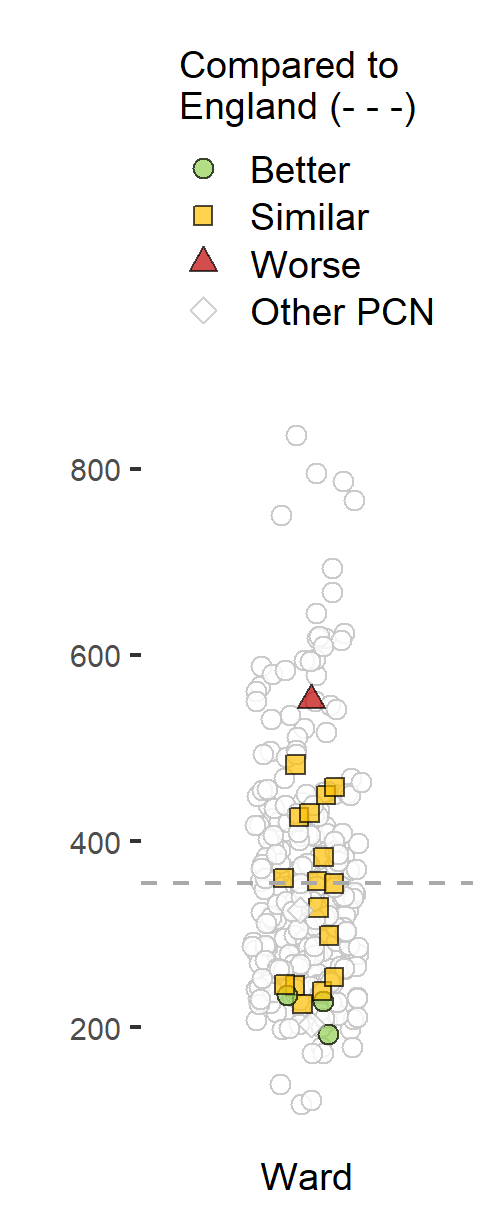 Compared to
England (- - -)
Better
Similar
Worse
Other PCN
800
600
400
200
Ward